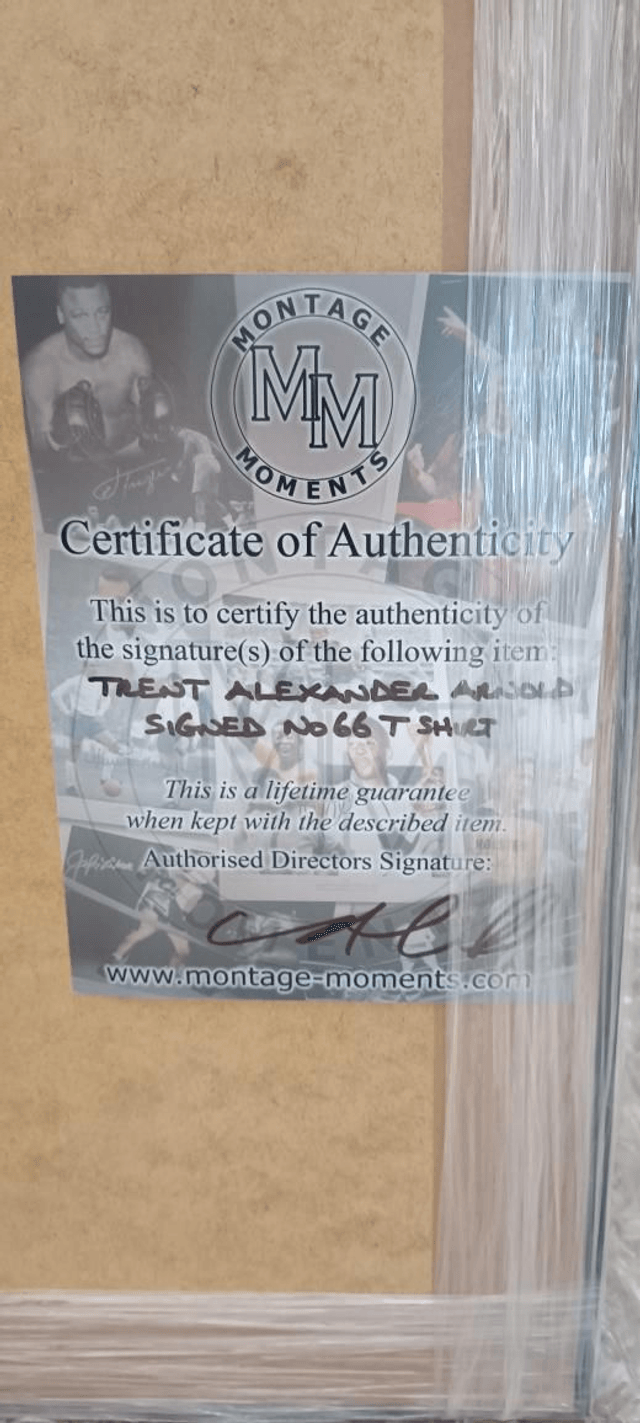 MONTAGE
MM
MOMENTS
Certificate of Authenticity
This is to certify the authenticity of
the signature(s) of the following item:
TRENT ALEXANDER ARNOLD
SIGNED NO 66 T SHIRT
This is a lifetime guarantee
when kept with the described item.
Authorised Directors Signature:
www.montage-moments.com